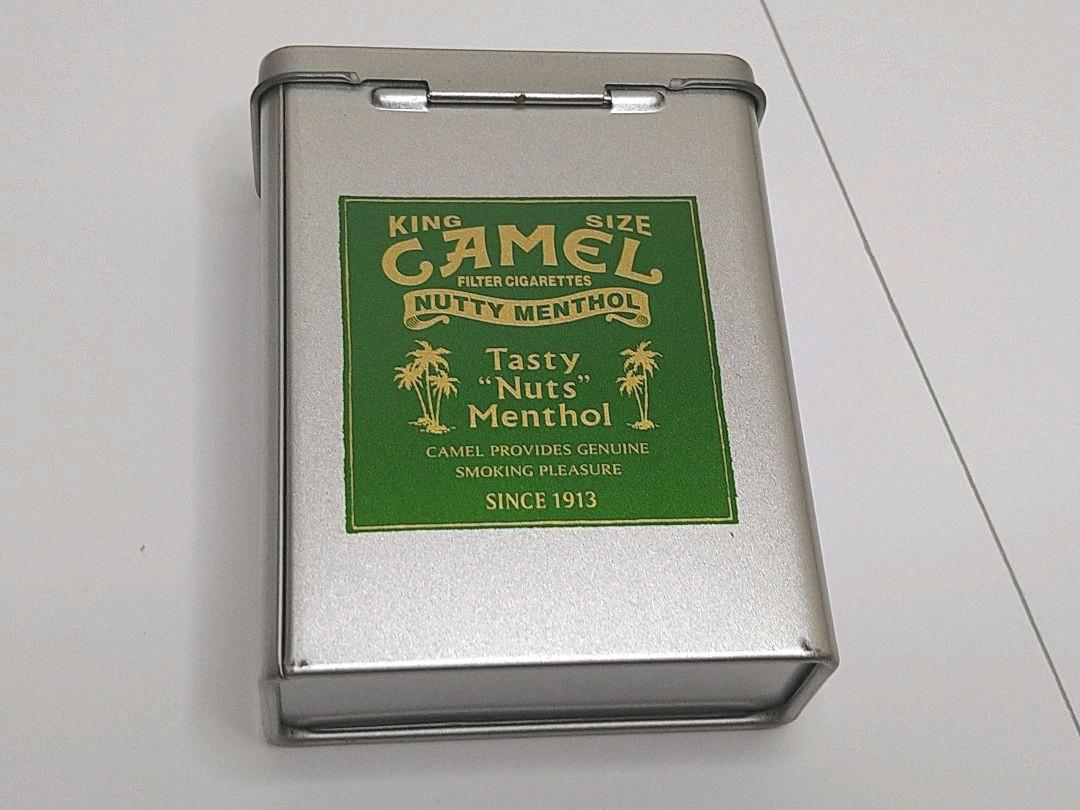 KING SIZE
CAMEL
FILTER CIGARETTES
NUTTY MENTHOL
Tasty
“Nuts”
Menthol
CAMEL PROVIDES GENUINE
SMOKING PLEASURE
SINCE 1913